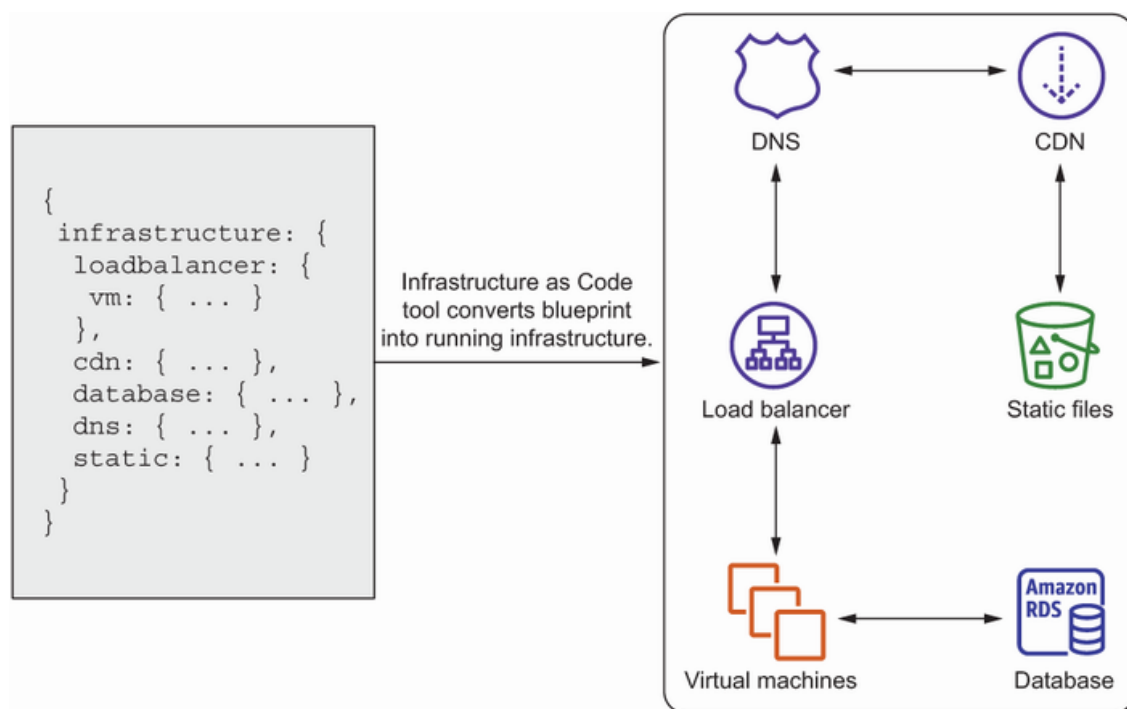 {
infrastructure: {
loadbalancer: {
vm: { ... }
},
cdn: { ... },
database: { ... },
dns: { ... },
static: { ... }
}
}
Infrastructure as Code
tool converts blueprint
into running infrastructure.
DNS
CDN
Load balancer
Static files
Amazon
RDS
Virtual machines
Database